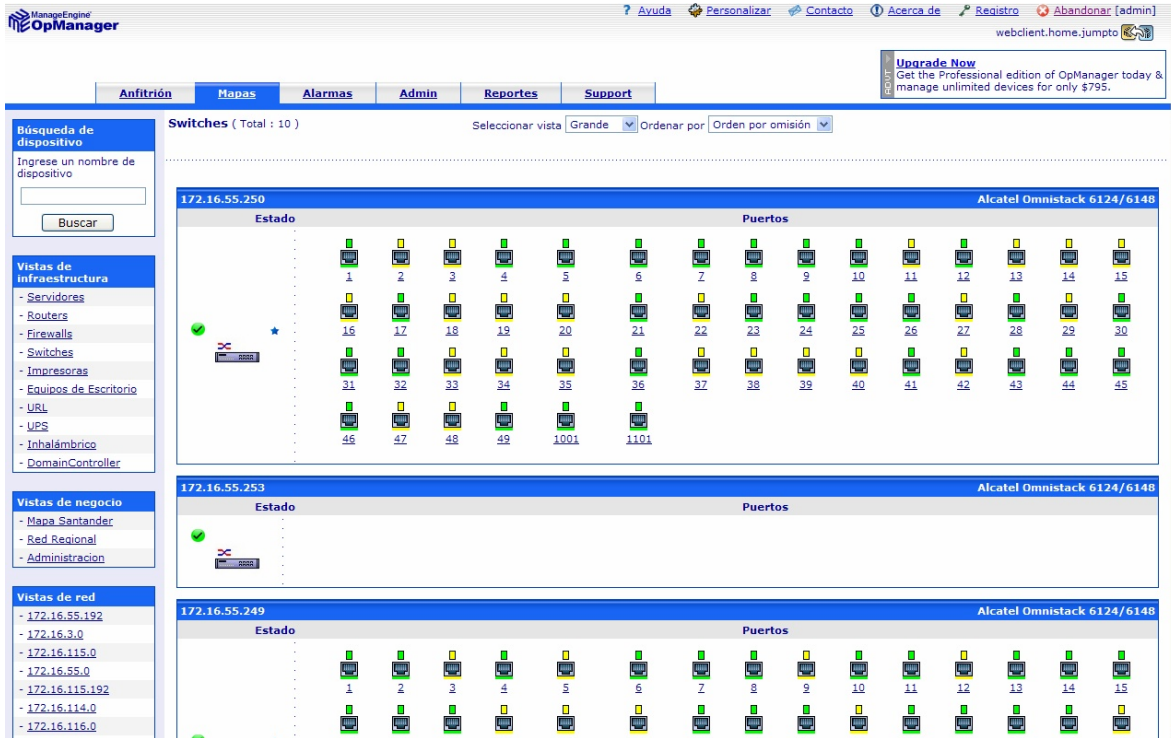 ManageEngine
OpManager
? Ayuda Personalizar Contacto Acerca de Registro Abandonar [admin]
webclient.home.jumpto
ADVT
Upgrade Now
Get the Professional edition of OpManager today &
manage unlimited devices for only $795.
Anfitrión Mapas Alarmas Admin Reportes Support
Búsqueda de
dispositivo
Ingrese un nombre de
dispositivo
Buscar
Vistas de
infraestructura
- Servidores
- Routers
- Firewalls
- Switches
- Impresoras
- Equipos de Escritorio
- URL
- UPS
- Inhalámbrico
- DomainController
Vistas de negocio
- Mapa Santander
- Red Regional
- Administracion
Vistas de red
- 172.16.55.192
- 172.16.3.0
- 172.16.115.0
- 172.16.55.0
- 172.16.115.192
- 172.16.114.0
- 172.16.116.0
Switches ( Total : 10 ) Seleccionar vista Grande Ordenar por Orden por omisión
172.16.55.250 Alcatel Omnistack 6124/6148
Estado Puertos
1 2 3 4 5 6 7 8 9 10 11 12 13 14 15
16 17 18 19 20 21 22 23 24 25 26 27 28 29 30
31 32 33 34 35 36 37 38 39 40 41 42 43 44 45
46 47 48 49 1001 1101
172.16.55.253 Alcatel Omnistack 6124/6148
Estado Puertos
172.16.55.249 Alcatel Omnistack 6124/6148
Estado Puertos
1 2 3 4 5 6 7 8 9 10 11 12 13 14 15